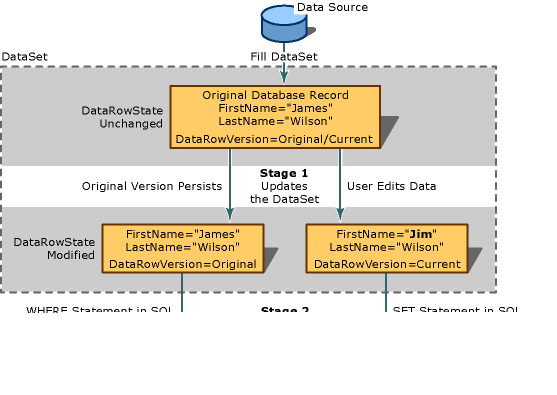 Data Source
DataSet
Fill DataSet
Original Database Record
FirstName="James"
LastName="Wilson"
DataRowVersion=Original/Current
DataRowState
Unchanged
Original Version Persists
Stage 1
Updates
the DataSet
User Edits Data
DataRowState
Modified
FirstName="James"
LastName="Wilson"
DataRowVersion=Original
FirstName="Jim"
LastName="Wilson"
DataRowVersion=Current
WHERE Statement in SQL
Stage 2
SET Statement in SQL